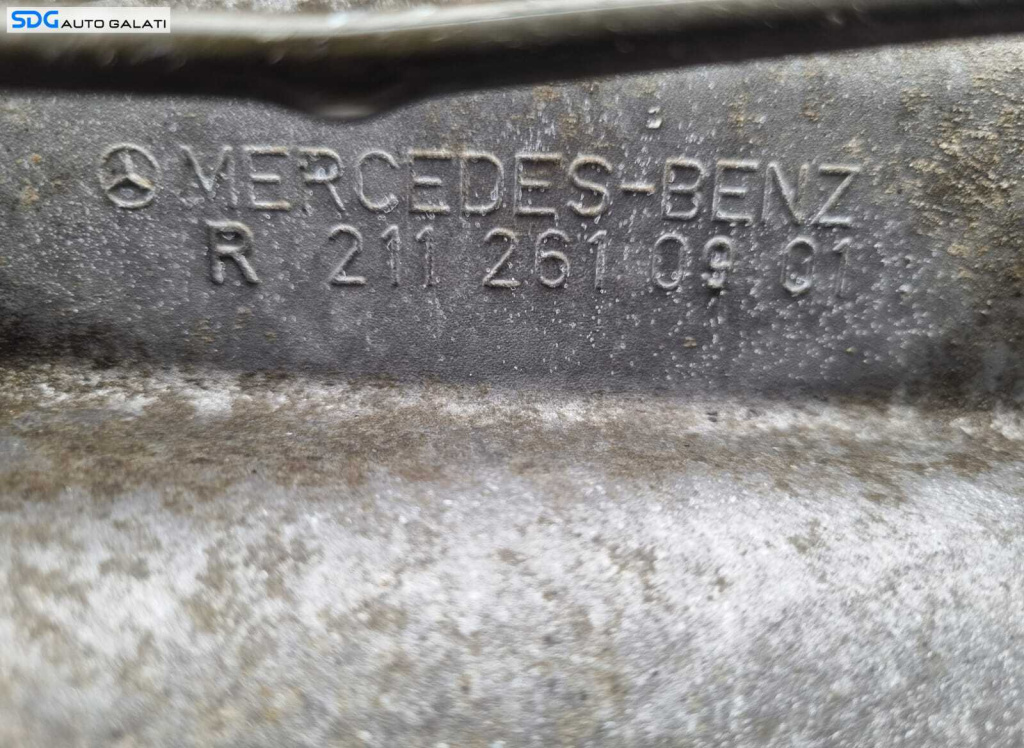 SDG AUTO GALATI
MERCEDES-BENZ
R 211 261 09 01